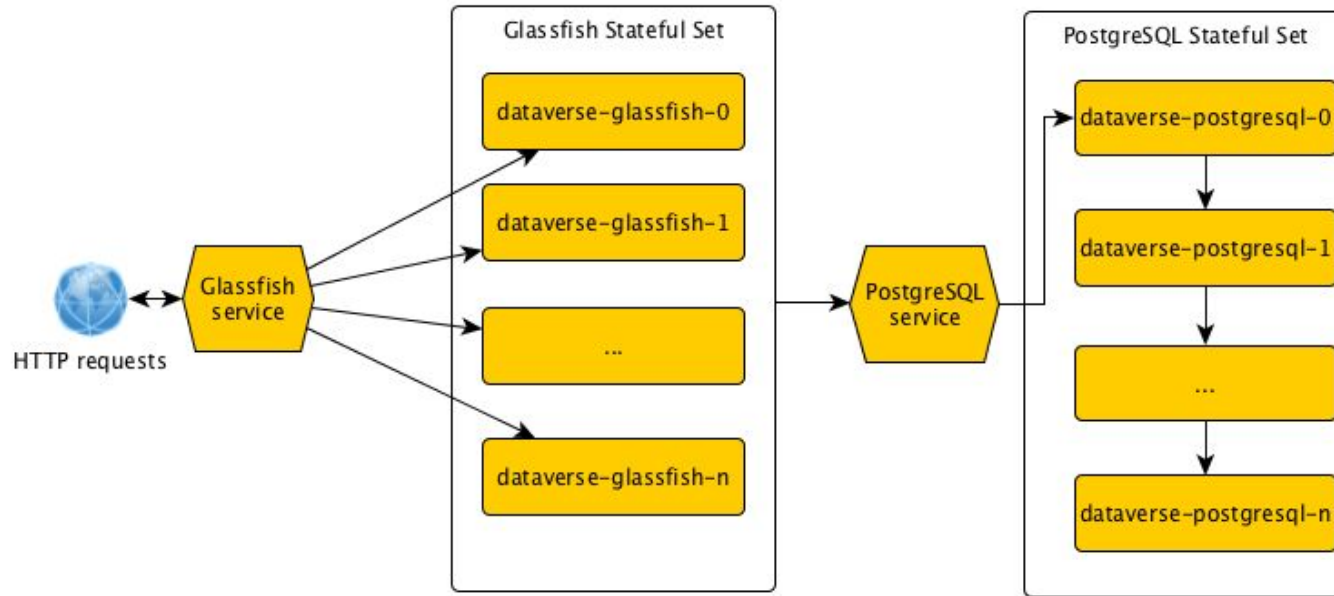 Glassfish Stateful Set
dataverse-glassfish-0
dataverse-glassfish-1
...
dataverse-glassfish-n
Glassfish
service
HTTP requests
PostgreSQL
service
PostgreSQL Stateful Set
dataverse-postgresql-0
dataverse-postgresql-1
...
dataverse-postgresql-n